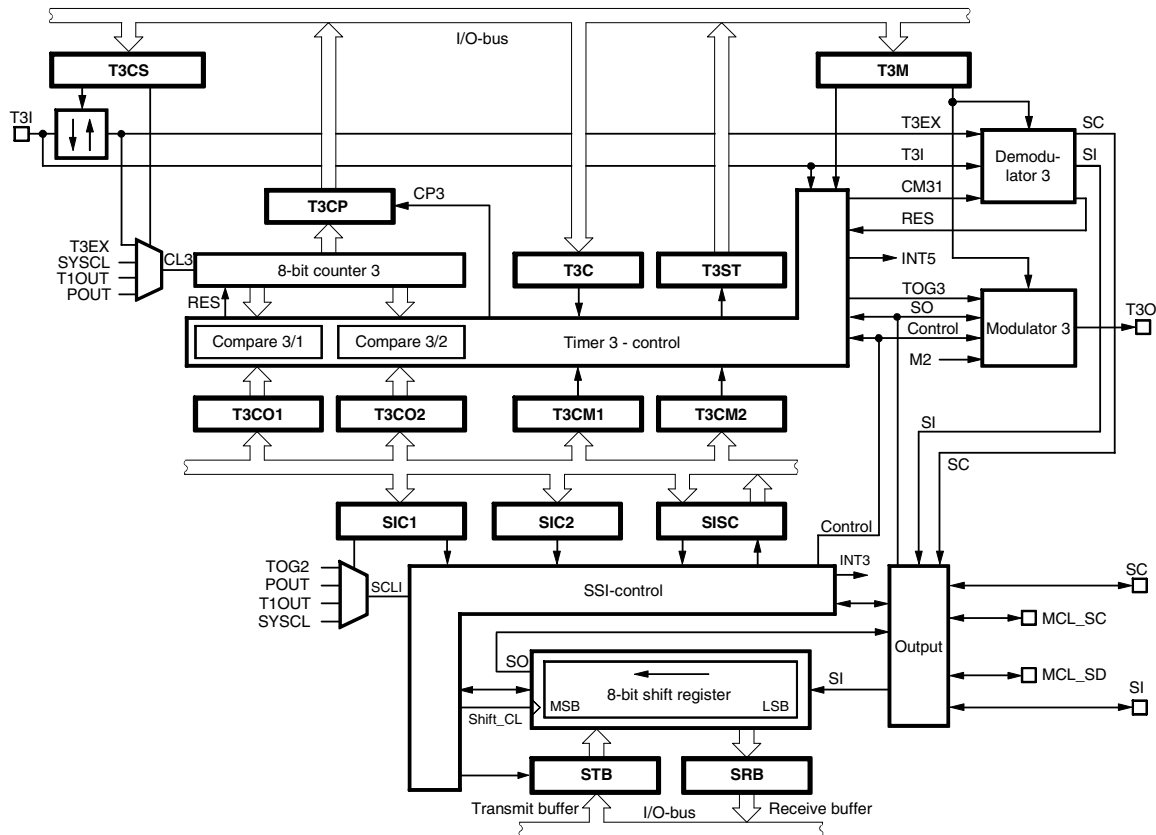 I/O-bus
T3CS
T3M
T3I
T3EX
SC
T3I
SI
Demodu-
lator 3
CM31
RES
T3CP
CP3
T3EX
SYSCL
T1OUT
POUT
CL3
8-bit counter 3
RES
T3C
T3ST
INT5
TOG3
SO
Control
M2
Modulator 3
T3O
Compare 3/1
Compare 3/2
Timer 3 - control
T3CO1
T3CO2
T3CM1
T3CM2
SI
SC
SIC1
SIC2
SISC
Control
TOG2
POUT
T1OUT
SYSCL
SCLI
SSI-control
INT3
Output
SC
MCL_SC
MCL_SD
SI
SO
8-bit shift register
MSB
LSB
SI
Shift_CL
STB
SRB
Transmit buffer
I/O-bus
Receive buffer